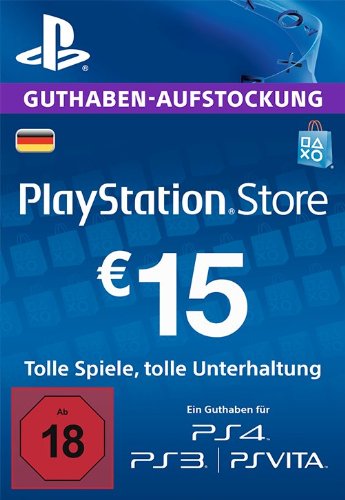 GUTHABEN-AUFSTOCKUNG
PlayStation®Store
€15
Tolle Spiele, tolle Unterhaltung
Ab
18
Ein Guthaben für
PS4
PS3 | PSVITA